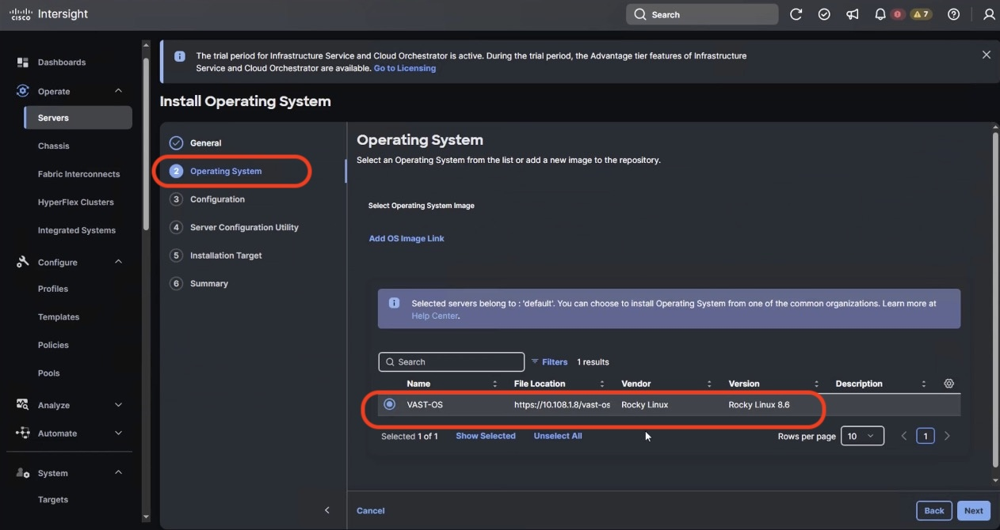 CISCO Intersight
Search
7
Dashboards
Operate
Servers
Chassis
Fabric Interconnects
HyperFlex Clusters
Integrated Systems
Configure
Profiles
Templates
Policies
Pools
Analyze
Automate
System
Targets
The trial period for Infrastructure Service and Cloud Orchestrator is active. During the trial period, the Advantage tier features of Infrastructure
Service and Cloud Orchestrator are available. Go to Licensing
Install Operating System
General
2 Operating System
3 Configuration
4 Server Configuration Utility
5 Installation Target
6 Summary
Operating System
Select an Operating System from the list or add a new image to the repository.
Select Operating System Image
Add OS Image Link
Selected servers belong to : 'default'. You can choose to install Operating System from one of the common organizations. Learn more at
Help Center.
Search Filters 1 results
Name File Location Vendor Version Description
VAST-OS https://10.108.1.8/vast-os Rocky Linux Rocky Linux 8.6
Selected 1 of 1 Show Selected Unselect All Rows per page 10 1
Cancel Back Next